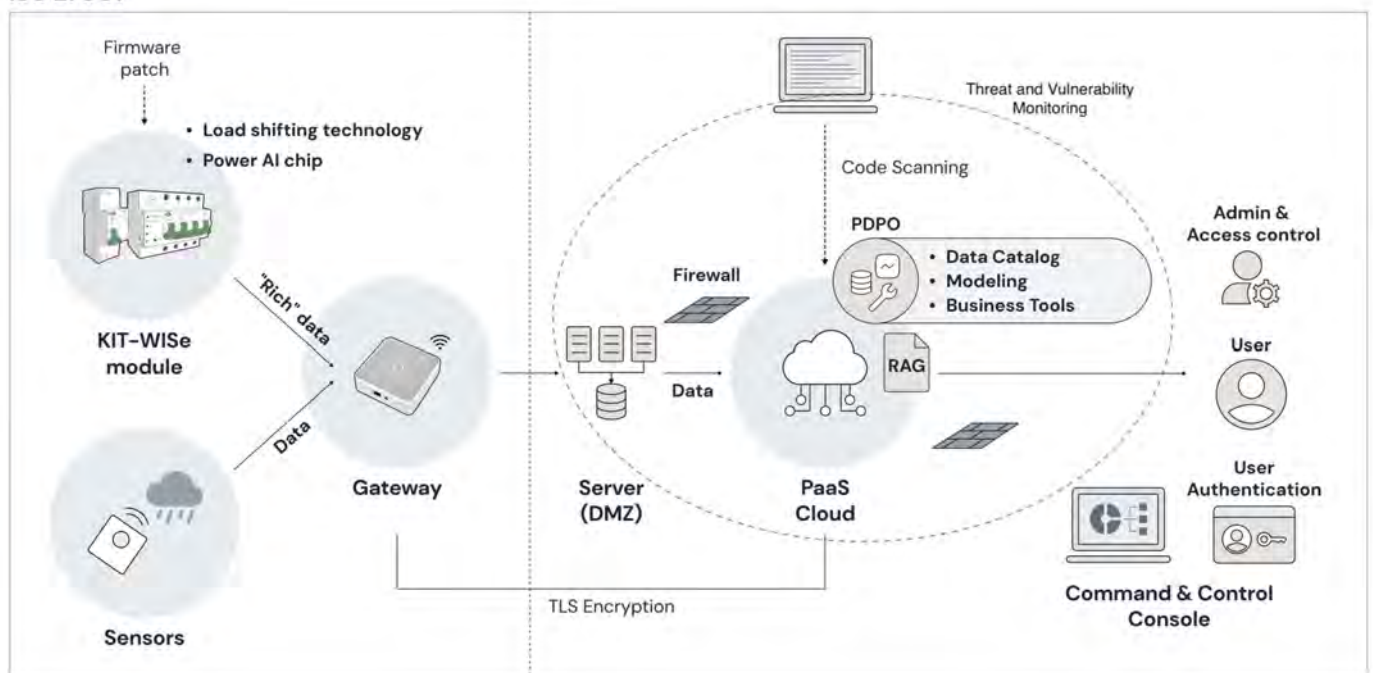 Firmware
patch
• Load shifting technology
• Power AI chip
KIT-WISe
module
"Rich" data
Data
Sensors
Gateway
TLS Encryption
Server
(DMZ)
Firewall
Data
PaaS
Cloud
RAG
Code Scanning
PDPO
• Data Catalog
• Modeling
• Business Tools
Threat and Vulnerability
Monitoring
Admin &
Access control
User
User
Authentication
Command & Control
Console